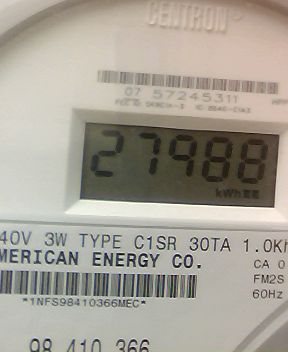 CENTRON
07 57245311
27988
kWh
40V 3W TYPE C1SR 30TA 1.0Kh
MERICAN ENERGY CO.
CA 0
FM2S
60Hz
*1NFS98410366MEC*
98 410 366